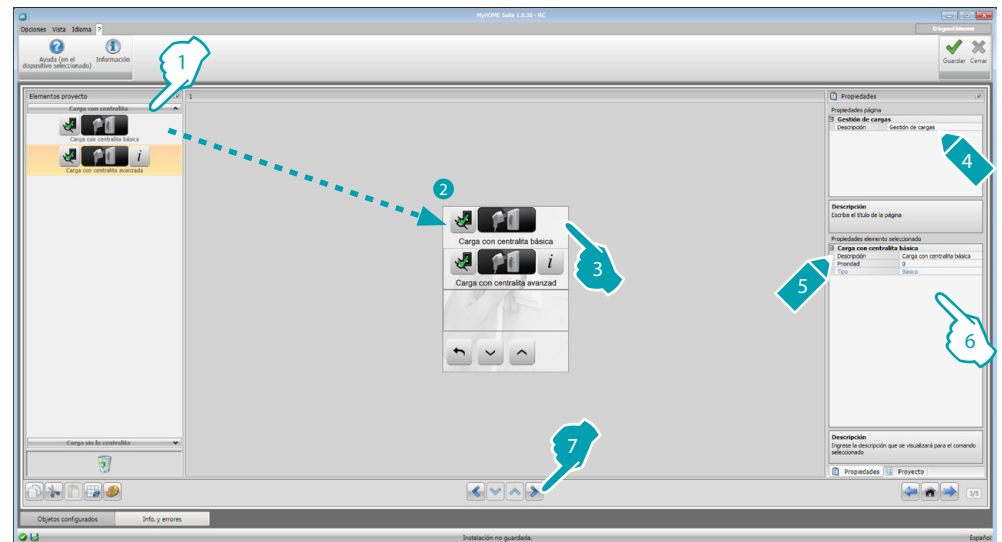 MyHOME Suite 1.0.30 - RC
Opciones Vista Idioma ?
Ayuda (en el
dispositivo seleccionado)
Información
Guardar Cerrar
1
Elementos proyecto
Carga con centralita
Carga con centralita básica
i
Carga con centralita avanzada
Carga sin la centralita
1
2
Carga con centralita básica
3
i
Carga con centralita avanzad
7
Propiedades
Propiedades página
Gestión de cargas
Descripción Gestión de cargas
4
Descripción
Escriba el título de la página
Propiedades elemento seleccionado
Carga con centralita básica
Descripción Carga con centralita básica
Prioridad 0
Tipo Básico
5
6
Descripción
Ingrese la descripción que se visualizará para el comando
seleccionado
Propiedades Proyecto
3/5
Objetos configurados Info. y errores
Instalación no guardada.
Español